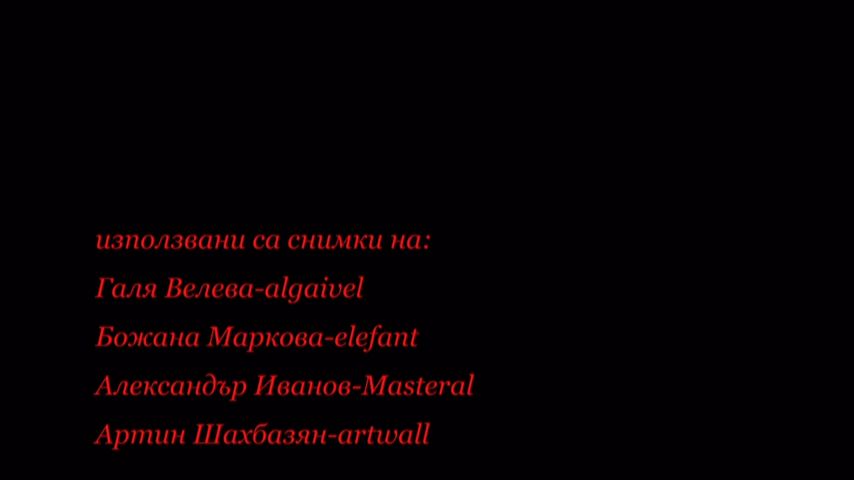 използвани са снимки на:
Галя Велева-algaivel
Божана Маркова-elefant
Александър Иванов-Masteral
Артин Шахбазян-artwall